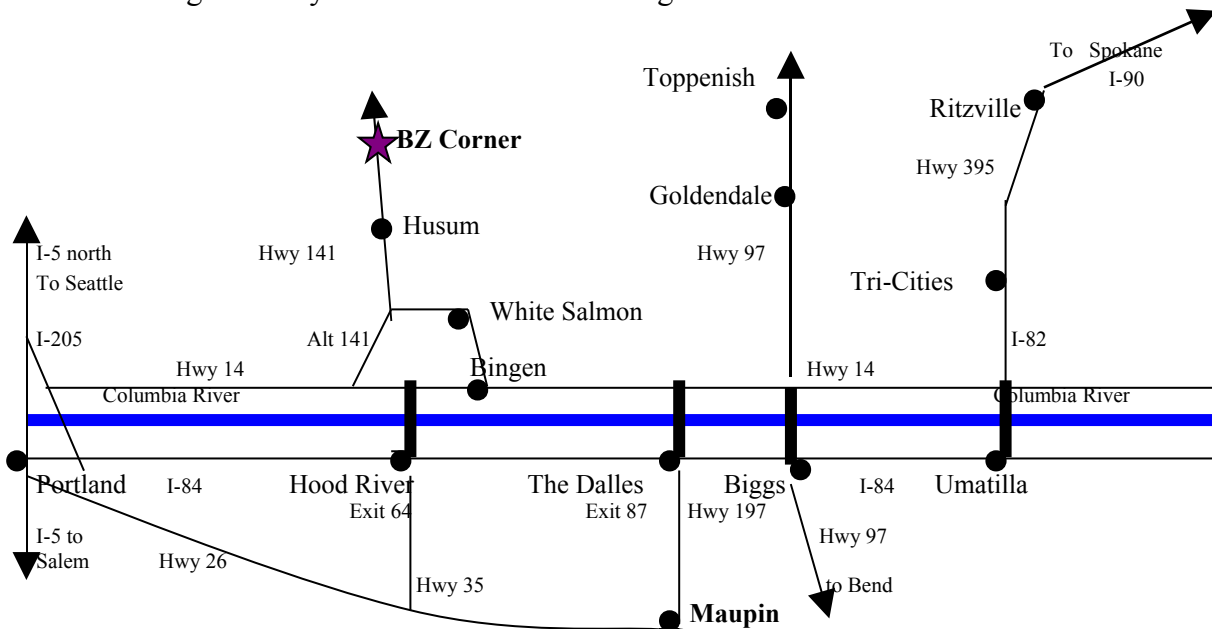 To Spokane
I-90
Toppenish
Ritzville
BZ Corner
Hwy 395
Goldendale
Husum
I-5 north
Hwy 141
Hwy 97
To Seattle
Tri-Cities
White Salmon
I-205
Alt 141
I-82
Hwy 14
Bingen
Hwy 14
Columbia River
Columbia River
Portland
I-84
Hood River
The Dalles
Biggs
I-84
Umatilla
Exit 64
Exit 87
Hwy 197
I-5 to
Salem
Hwy 26
Hwy 97
Hwy 35
to Bend
Maupin